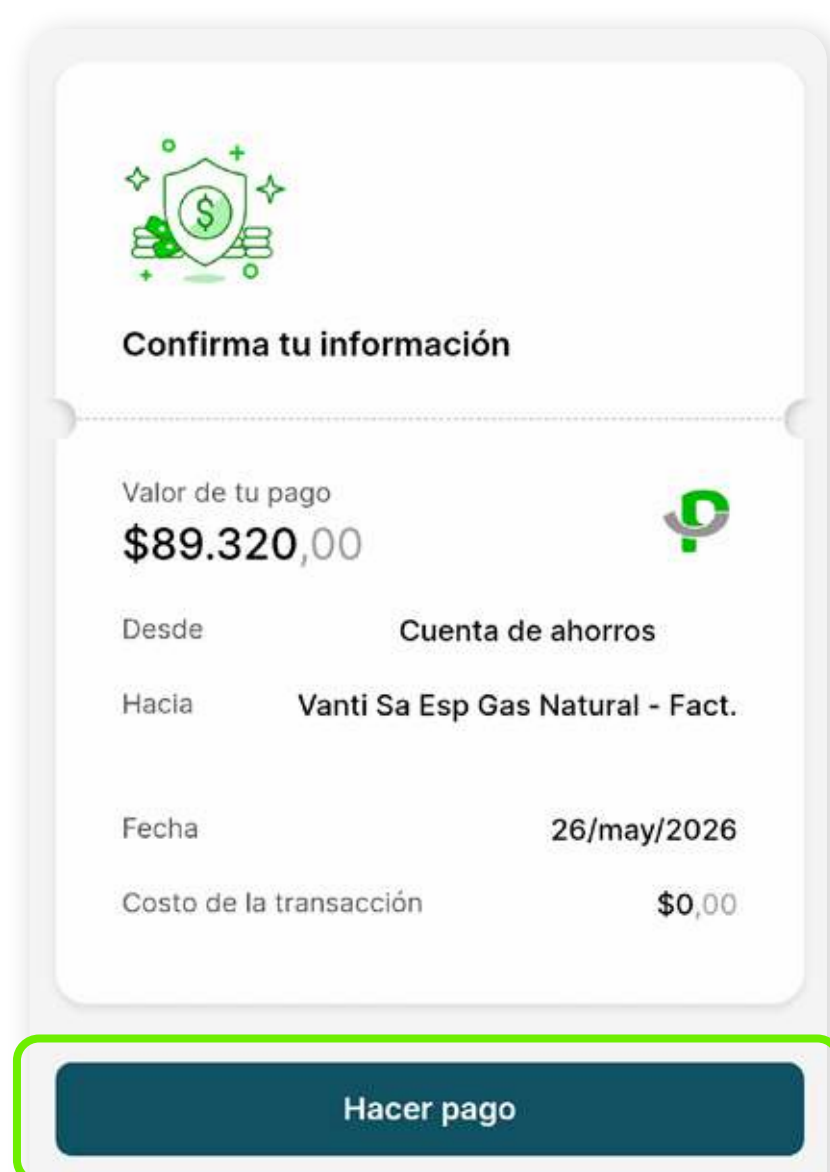 Confirma tu información
Valor de tu pago
$89.320,00
Desde Cuenta de ahorros
Hacia Vanti Sa Esp Gas Natural - Fact.
Fecha 26/may/2026
Costo de la transacción $0,00
Hacer pago